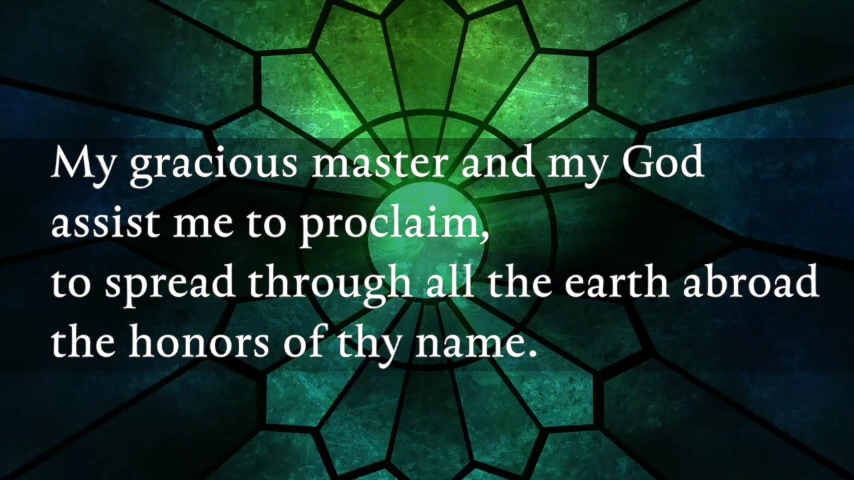 My gracious master and my God
assist me to proclaim,
to spread through all the earth abroad
the honors of thy name.